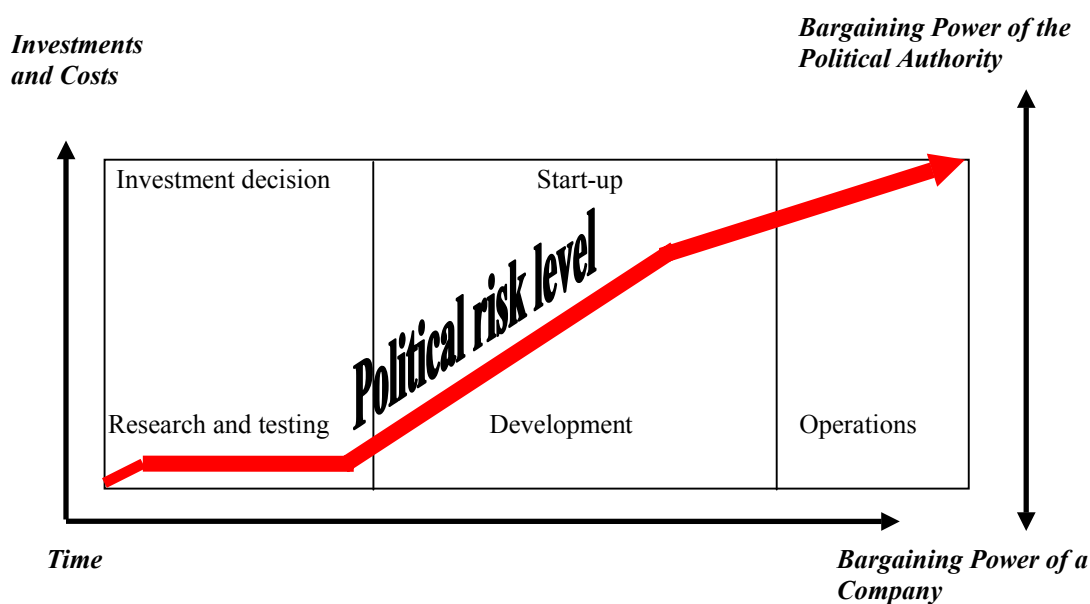 Investments
and Costs
Bargaining Power of the
Political Authority
Investment decision
Start-up
Political risk level
Research and testing
Development
Operations
Time
Bargaining Power of a
Company